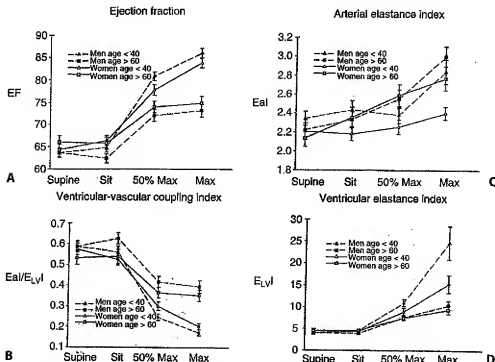 Ejection fraction
EF
90
85
80
75
70
65
60
Men age < 40
Men age > 60
Women age < 40
Women age > 60
A
Supine
Sit
50% Max
Max
Arterial elastance index
EaI
3.2
3.0
2.8
2.6
2.4
2.2
2.0
1.8
Men age < 40
Men age > 60
Women age < 40
Women age > 60
Supine
Sit
50% Max
Max
C
Ventricular-vascular coupling index
EaI/ELVI
0.7
0.6
0.5
0.4
0.3
0.2
0.1
Men age < 40
Men age > 60
Women age < 40
Women age > 60
B
Supine
Sit
50% Max
Max
Ventricular elastance index
ELVI
30
25
20
15
10
5
0
Men age < 40
Men age > 60
Women age < 40
Women age > 60
Supine
Sit
50% Max
Max
D